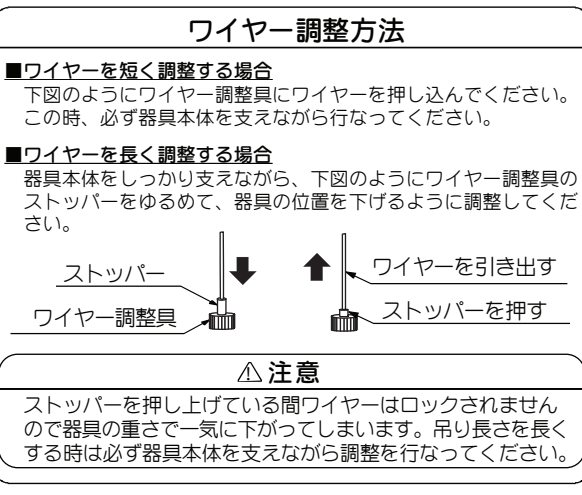 ワイヤー調整方法
■ワイヤーを短く調整する場合
下図のようにワイヤー調整具にワイヤーを押し込んでください。
この時、必ず器具本体を支えながら行なってください。
■ワイヤーを長く調整する場合
器具本体をしっかり支えながら、下図のようにワイヤー調整具の
ストッパーをゆるめて、器具の位置を下げるように調整してくだ
さい。
ストッパー
ワイヤー調整具
ワイヤーを引き出す
ストッパーを押す
⚠注意
ストッパーを押し上げている間ワイヤーはロックされません
ので器具の重さで一気に下がってしまいます。吊り長さを長く
する時は必ず器具本体を支えながら調整を行なってください。